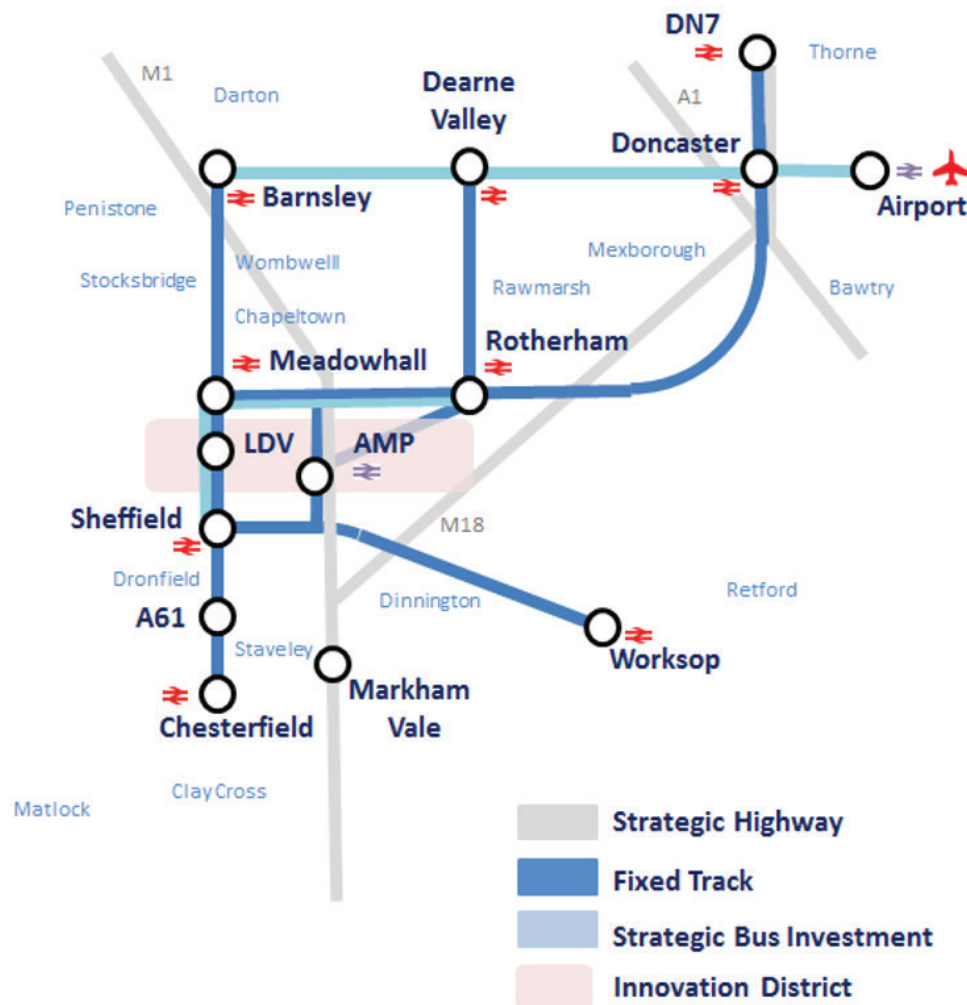 DN7
Thorne
M1
Darton
Dearne
Valley
A1
Doncaster
Airport
Barnsley
Penistone
Mexborough
Wombwelll
Stocksbridge
Rawmarsh
Bawtry
Chapeltown
Meadowhall
Rotherham
LDV
AMP
Sheffield
M18
Dronfield
Dinnington
Retford
A61
Staveley
Worksop
Markham
Vale
Chesterfield
ClayCross
Matlock
Strategic Highway
Fixed Track
Strategic Bus Investment
Innovation District